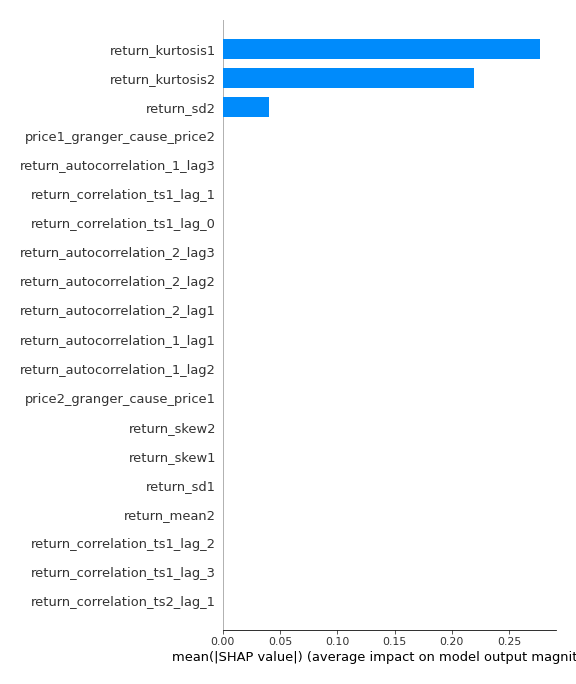 return_kurtosis1
return_kurtosis2
return_sd2
price1_granger_cause_price2
return_autocorrelation_1_lag3
return_correlation_ts1_lag_1
return_correlation_ts1_lag_0
return_autocorrelation_2_lag3
return_autocorrelation_2_lag2
return_autocorrelation_2_lag1
return_autocorrelation_1_lag1
return_autocorrelation_1_lag2
price2_granger_cause_price1
return_skew2
return_skew1
return_sd1
return_mean2
return_correlation_ts1_lag_2
return_correlation_ts1_lag_3
return_correlation_ts2_lag_1
0.00 0.05 0.10 0.15 0.20 0.25
mean(|SHAP value|) (average impact on model output magnit